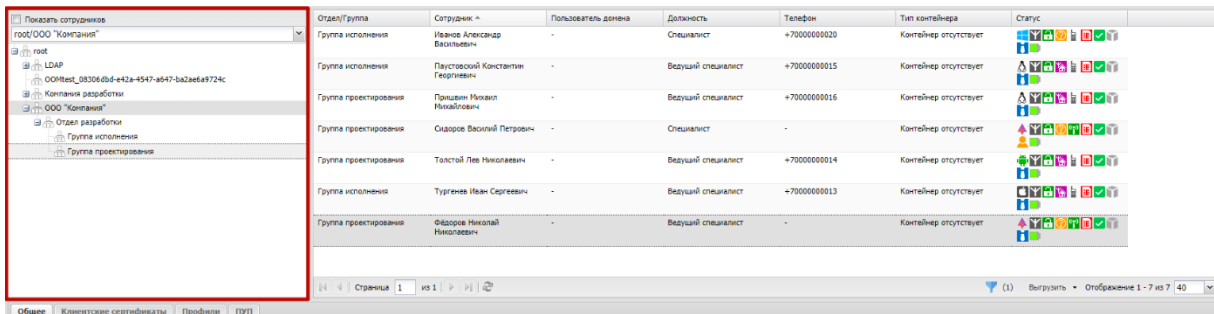 Показать сотрудников
root/ООО "Компания"
root
LDAP
OOMtest_08306dbd-e42a-4547-a647-ba2ae6a9724c
Компания разработки
ООО "Компания"
Отдел разработки
Группа исполнения
Группа проектирования
Отдел/Группа Сотрудник Пользователь домена Должность Телефон Тип контейнера Статус
Группа исполнения Иванов Александр Васильевич - Специалист +70000000020 Контейнер отсутствует
Группа исполнения Паустовский Константин Георгиевич - Ведущий специалист +70000000015 Контейнер отсутствует
Группа проектирования Пришвин Михаил Михайлович - Ведущий специалист +70000000016 Контейнер отсутствует
Группа проектирования Сидоров Василий Петрович - Специалист - Контейнер отсутствует
Группа проектирования Толстой Лев Николаевич - Ведущий специалист +70000000014 Контейнер отсутствует
Группа исполнения Тургенев Иван Сергеевич - Ведущий специалист +70000000013 Контейнер отсутствует
Группа проектирования Фёдоров Николай Николаевич - Ведущий специалист - Контейнер отсутствует
Страница 1 из 1 (1) Выгрузить Отображение 1 - 7 из 7 40
Общее Клиентские сертификаты Профили ПУП